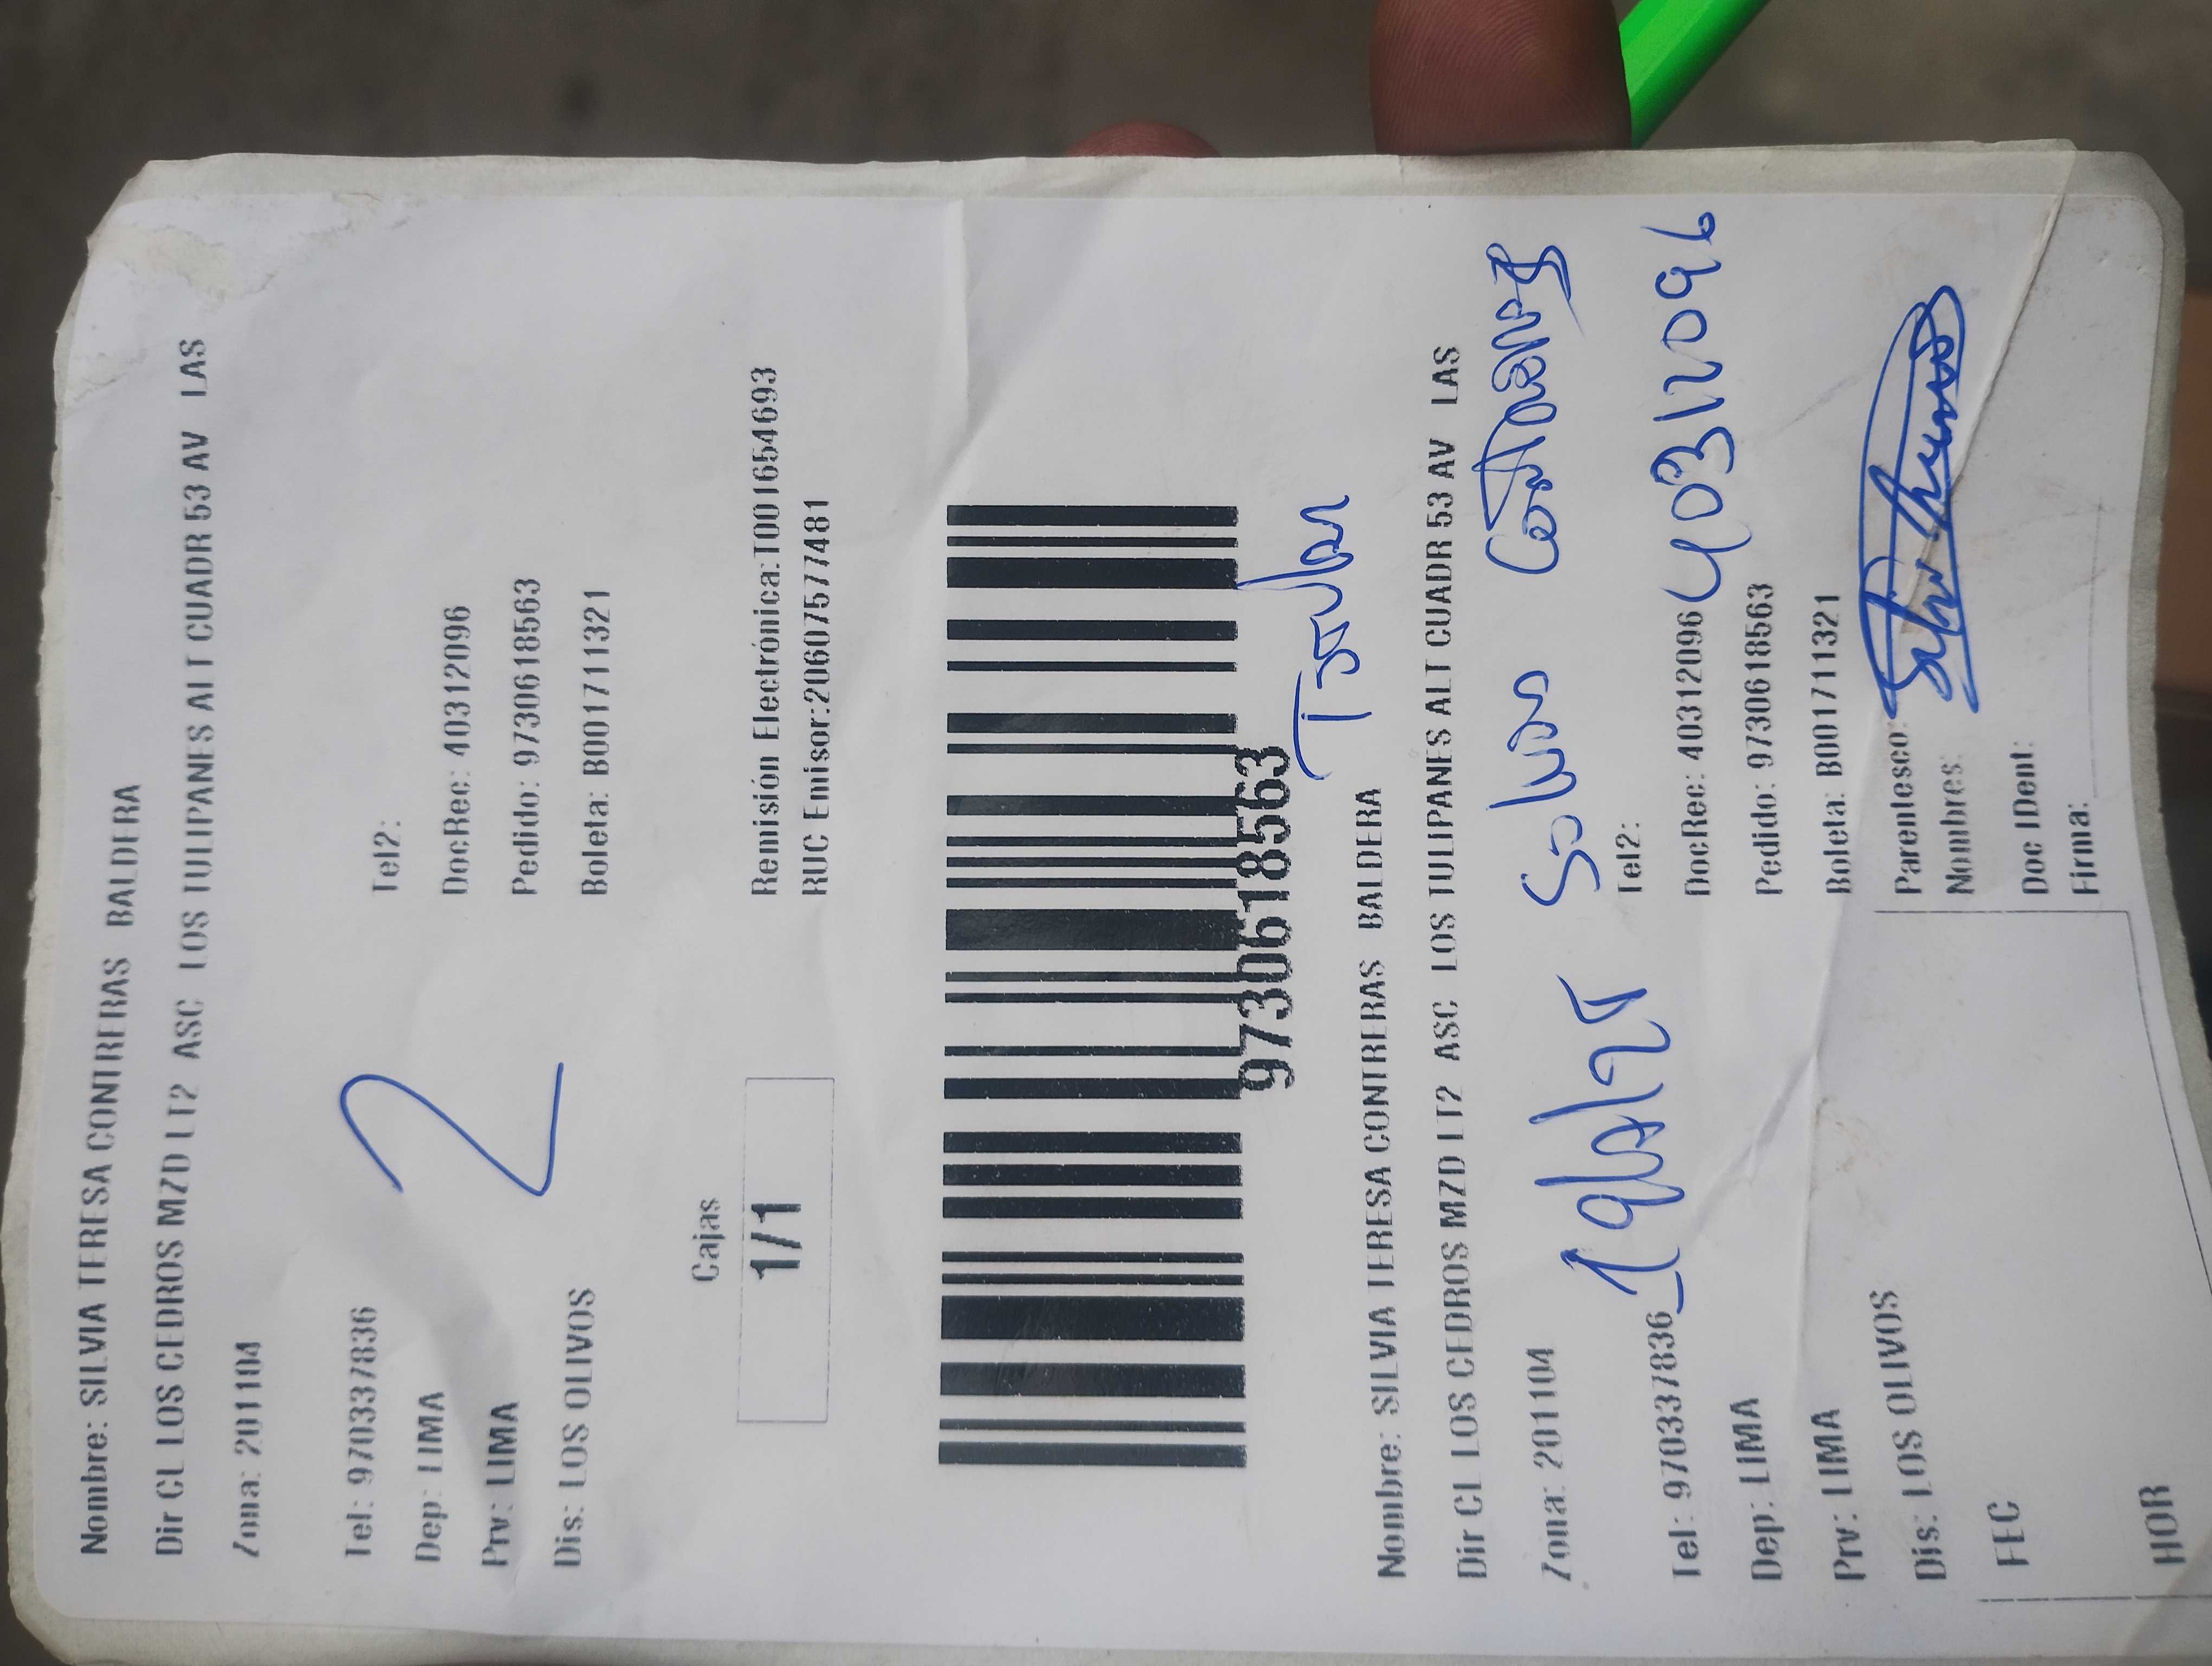 Nombre: SILVIA TERESA CONTRERAS BALDERA
Dir CL LOS CEDROS MZD LT2 ASC LOS TULIPANES ALT CUADR 53 AV LAS
Zona: 201104
Tel: 970337836 Tel2:
Dep: LIMA DocRec: 40312096
Prv: LIMA Pedido: 9730618563
Dis: LOS OLIVOS Boleta: B001711321
2
Cajas
1/1
Remisión Electrónica:T001654693
RUC Emisor:20607577481
9730618563
Nombre: SILVIA TERESA CONTRERAS BALDERA
Dir CL LOS CEDROS MZD LT2 ASC LOS TULIPANES ALT CUADR 53 AV LAS
Zona: 201104 Silvia Contreras
Tel: 970337836 Tel2:
40312096
Dep: LIMA DocRec: 40312096
Prv: LIMA Pedido: 9730618563
Dis: LOS OLIVOS Boleta: B001711321
FEC Parentesco:
Nombres:
HOR Doc IDent:
Firma: